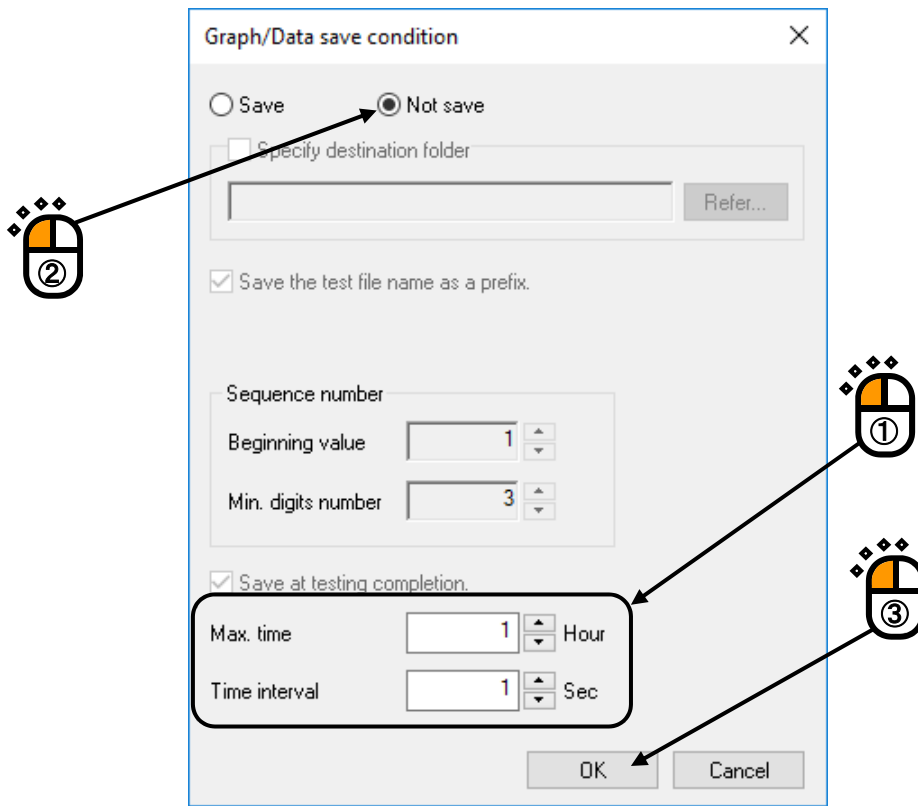 Graph/Data save condition
Save Not save
Specify destination folder
Refer...
②
Save the test file name as a prefix.
Sequence number
Beginning value 1
①
Min. digits number 3
Save at testing completion.
Max. time 1 Hour
③
Time interval 1 Sec
OK Cancel